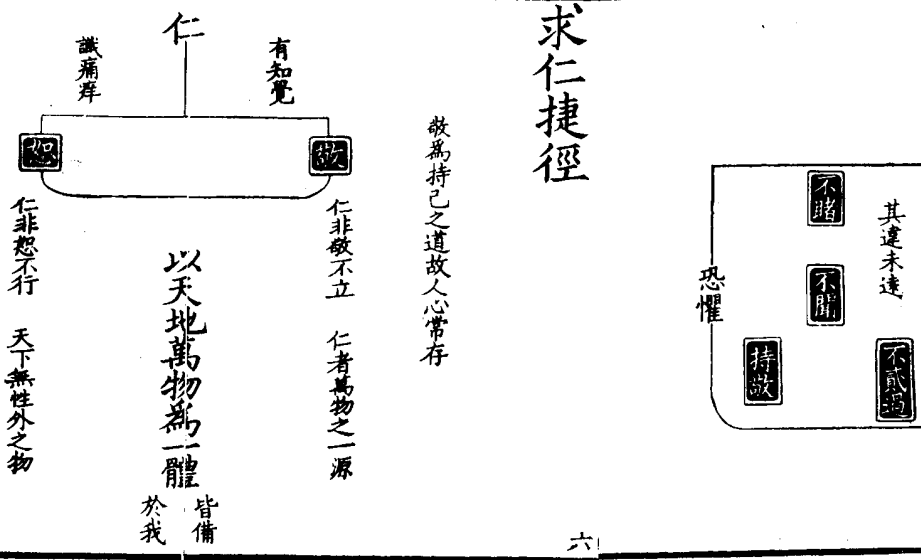 其違未遠
不貳過
不睹
不聞
持敬
恐懼
求仁捷徑
六
敬為持己之道故人心常存
仁
有知覺
識痛痒
敬
恕
仁非敬不立
仁者萬物之一源
以天地萬物為一體
皆備
於我
仁非恕不行
天下無性外之物